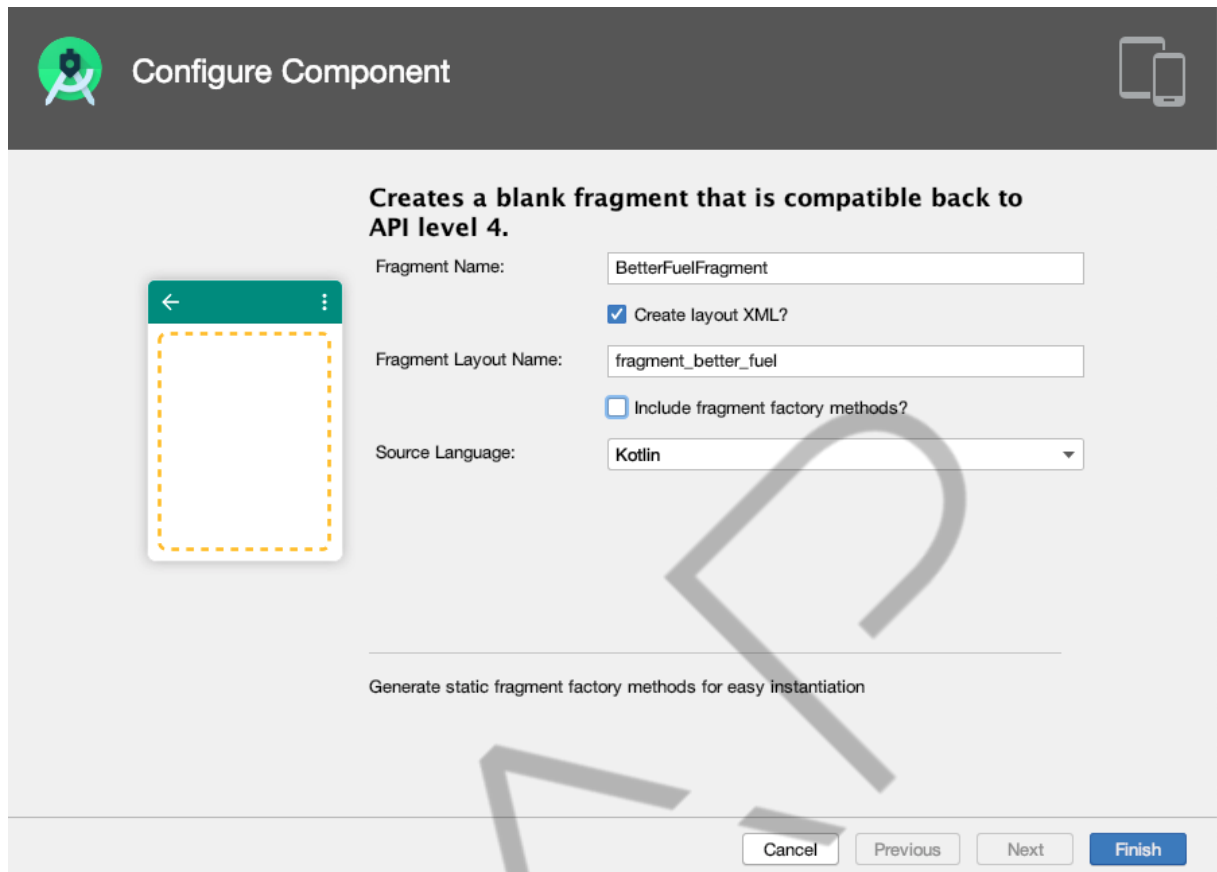 Configure Component
Creates a blank fragment that is compatible back to
API level 4.
Fragment Name:
BetterFuelFragment
Create layout XML?
Fragment Layout Name:
fragment_better_fuel
Include fragment factory methods?
Source Language:
Kotlin
Generate static fragment factory methods for easy instantiation
Cancel
Previous
Next
Finish